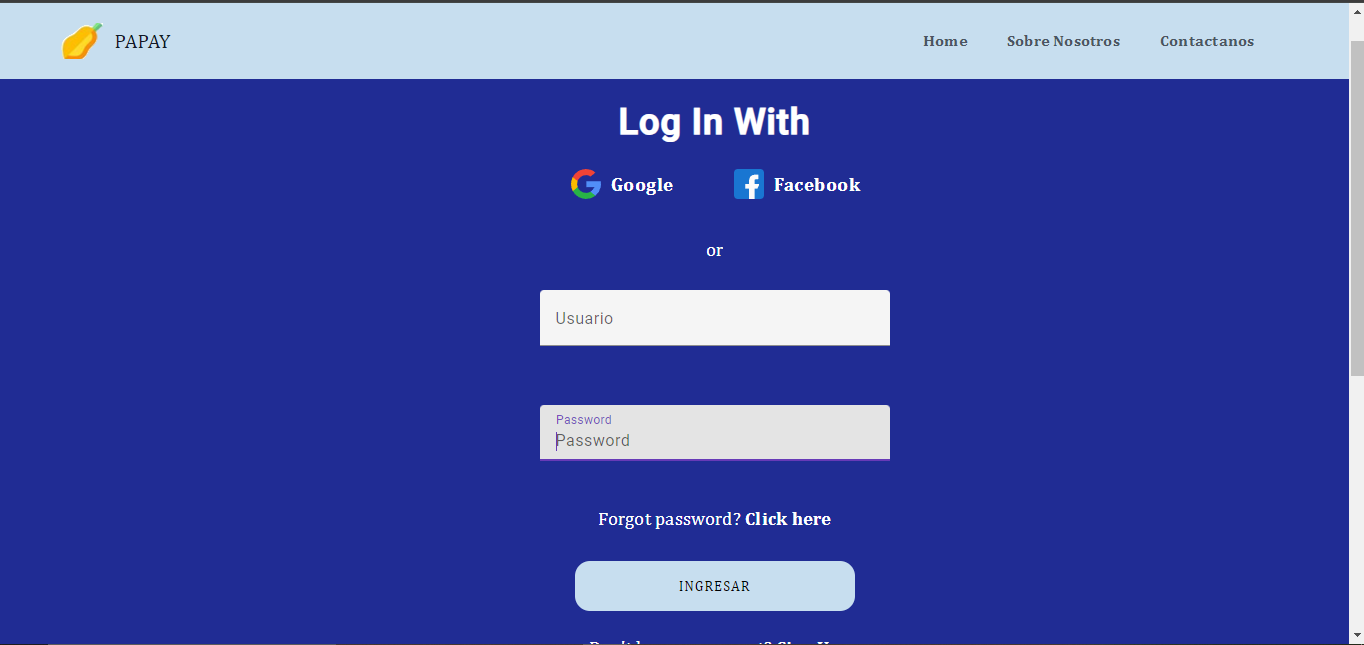 PAPAY Home Sobre Nosotros Contactanos
Log In With
Google Facebook
or
Usuario
Password
Password
Forgot password? Click here
INGRESAR